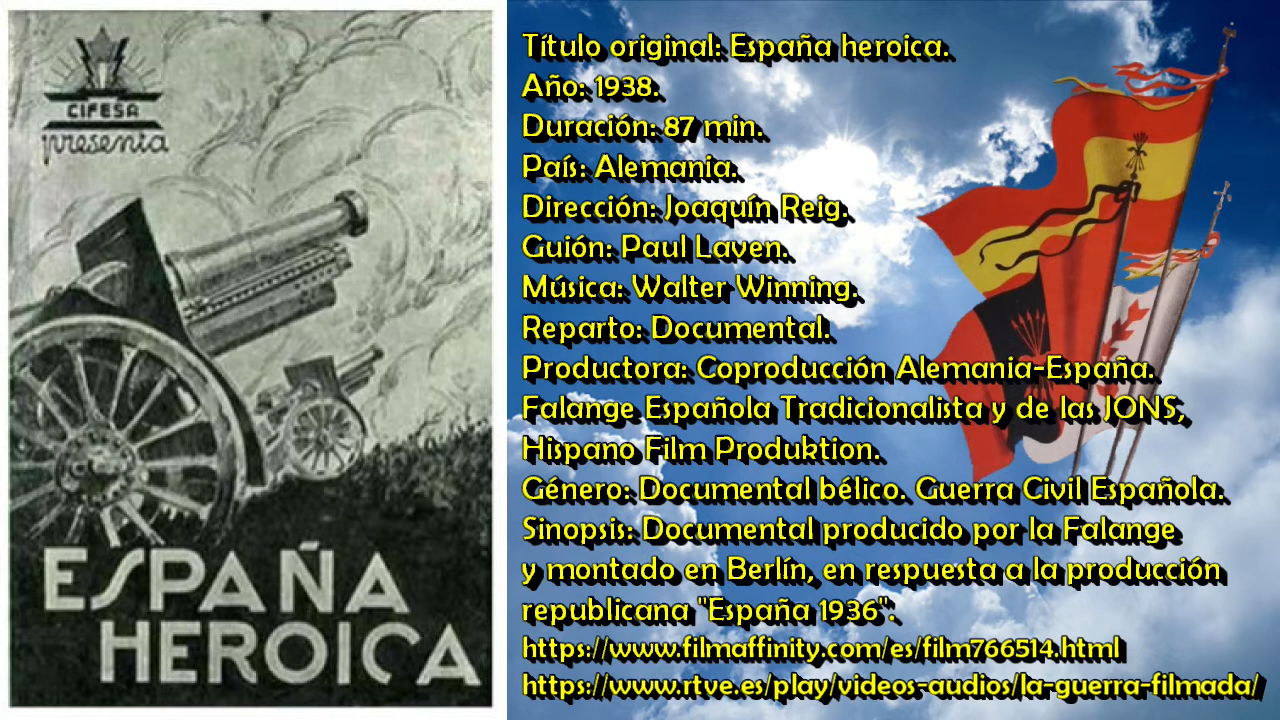 CIFESA
presenta
ESPAÑA
HEROICA
Título original: España heroica.
Año: 1938.
Duración: 87 min.
País: Alemania.
Dirección: Joaquín Reig.
Guión: Paul Laven.
Música: Walter Winning.
Reparto: Documental.
Productora: Coproducción Alemania-España.
Falange Española Tradicionalista y de las JONS,
Hispano Film Produktion.
Género: Documental bélico. Guerra Civil Española.
Sinopsis: Documental producido por la Falange
y montado en Berlín, en respuesta a la producción
republicana "España 1936".
https://www.filmaffinity.com/es/film766514.html
https://www.rtve.es/play/videos-audios/la-guerra-filmada/